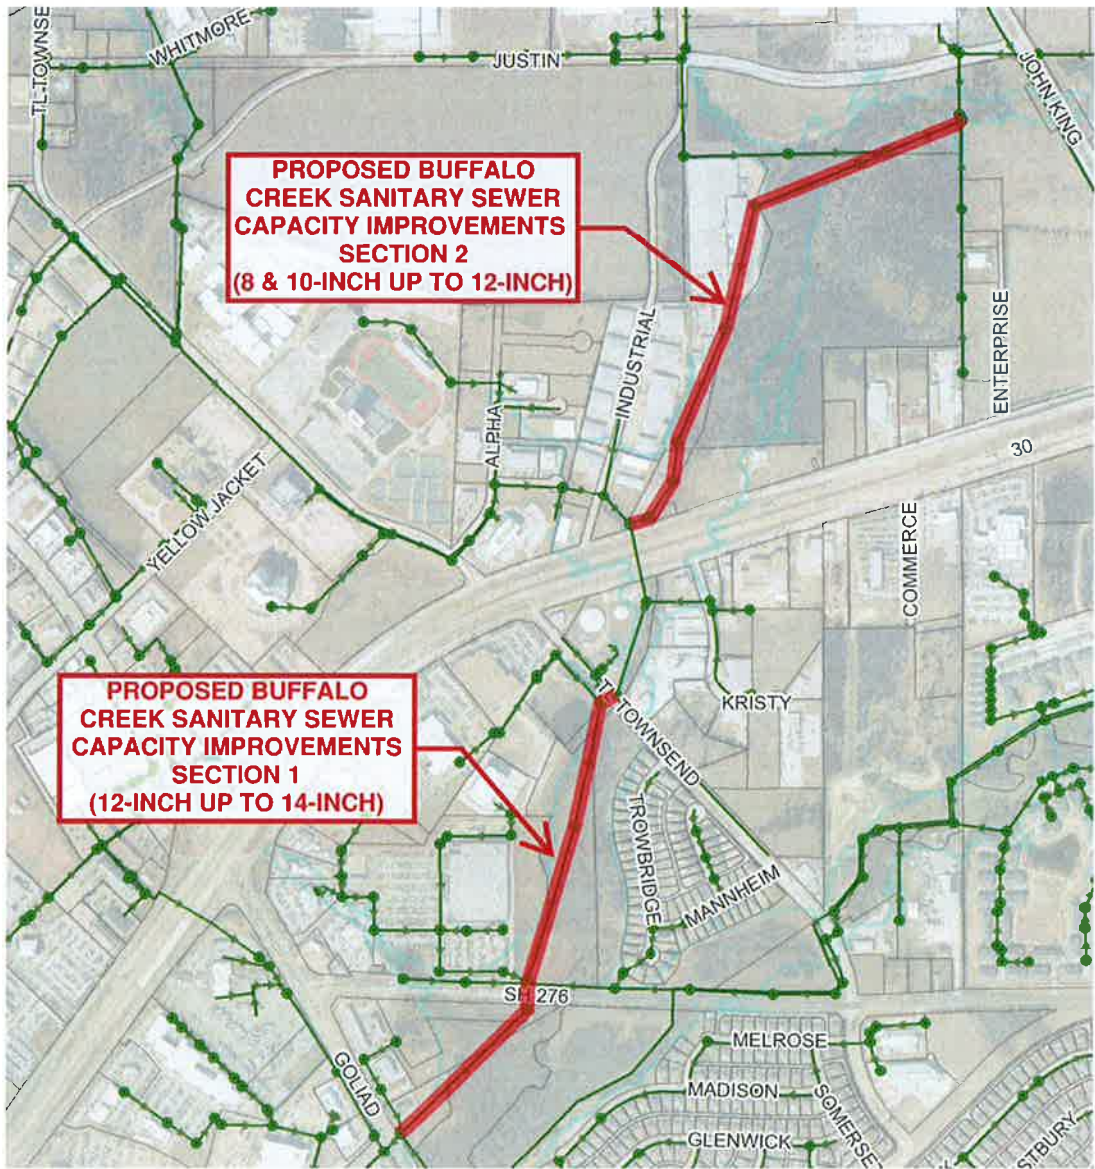 TL-TOWNSE
WHITMORE
JUSTIN
JOHN KING
PROPOSED BUFFALO
CREEK SANITARY SEWER
CAPACITY IMPROVEMENTS
SECTION 2
(8 & 10-INCH UP TO 12-INCH)
INDUSTRIAL
ENTERPRISE
ALPHA
30
YELLOW JACKET
COMMERCE
PROPOSED BUFFALO
CREEK SANITARY SEWER
CAPACITY IMPROVEMENTS
SECTION 1
(12-INCH UP TO 14-INCH)
KRISTY
TL TOWNSEND
TROWBRIDGE
MANNHEIM
SH 276
GOLIAD
MELROSE
MADISON
SOMERSE
GLENWICK
STBURY